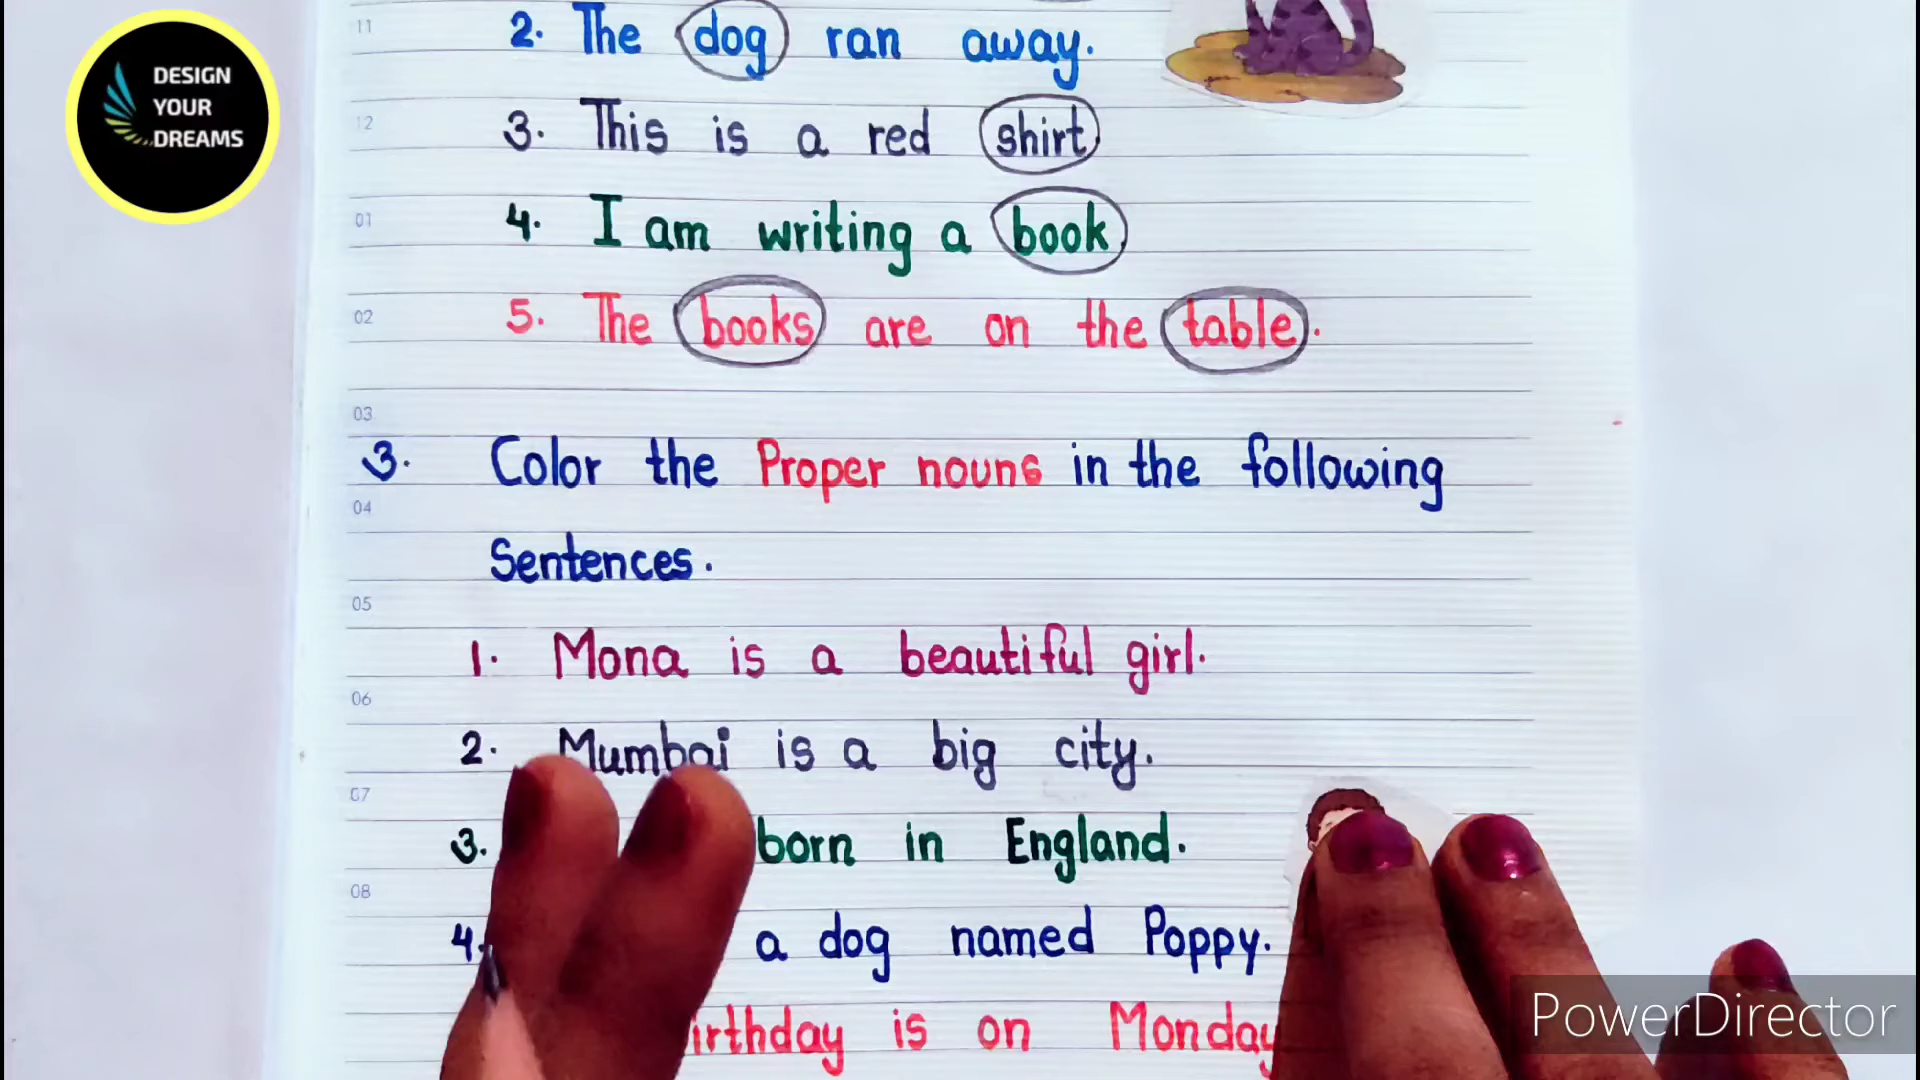 DESIGN
YOUR
DREAMS
11
2. The dog ran away.
12
3. This is a red shirt
01
4. I am writing a book
02
5. The books are on the table.
03
3. Color the Proper nouns in the following
04
Sentences.
05
1. Mona is a beautiful girl.
06
2. Mumbai is a big city.
07
3. born in England.
08
4. a dog named Poppy.
is on Monday
PowerDirector